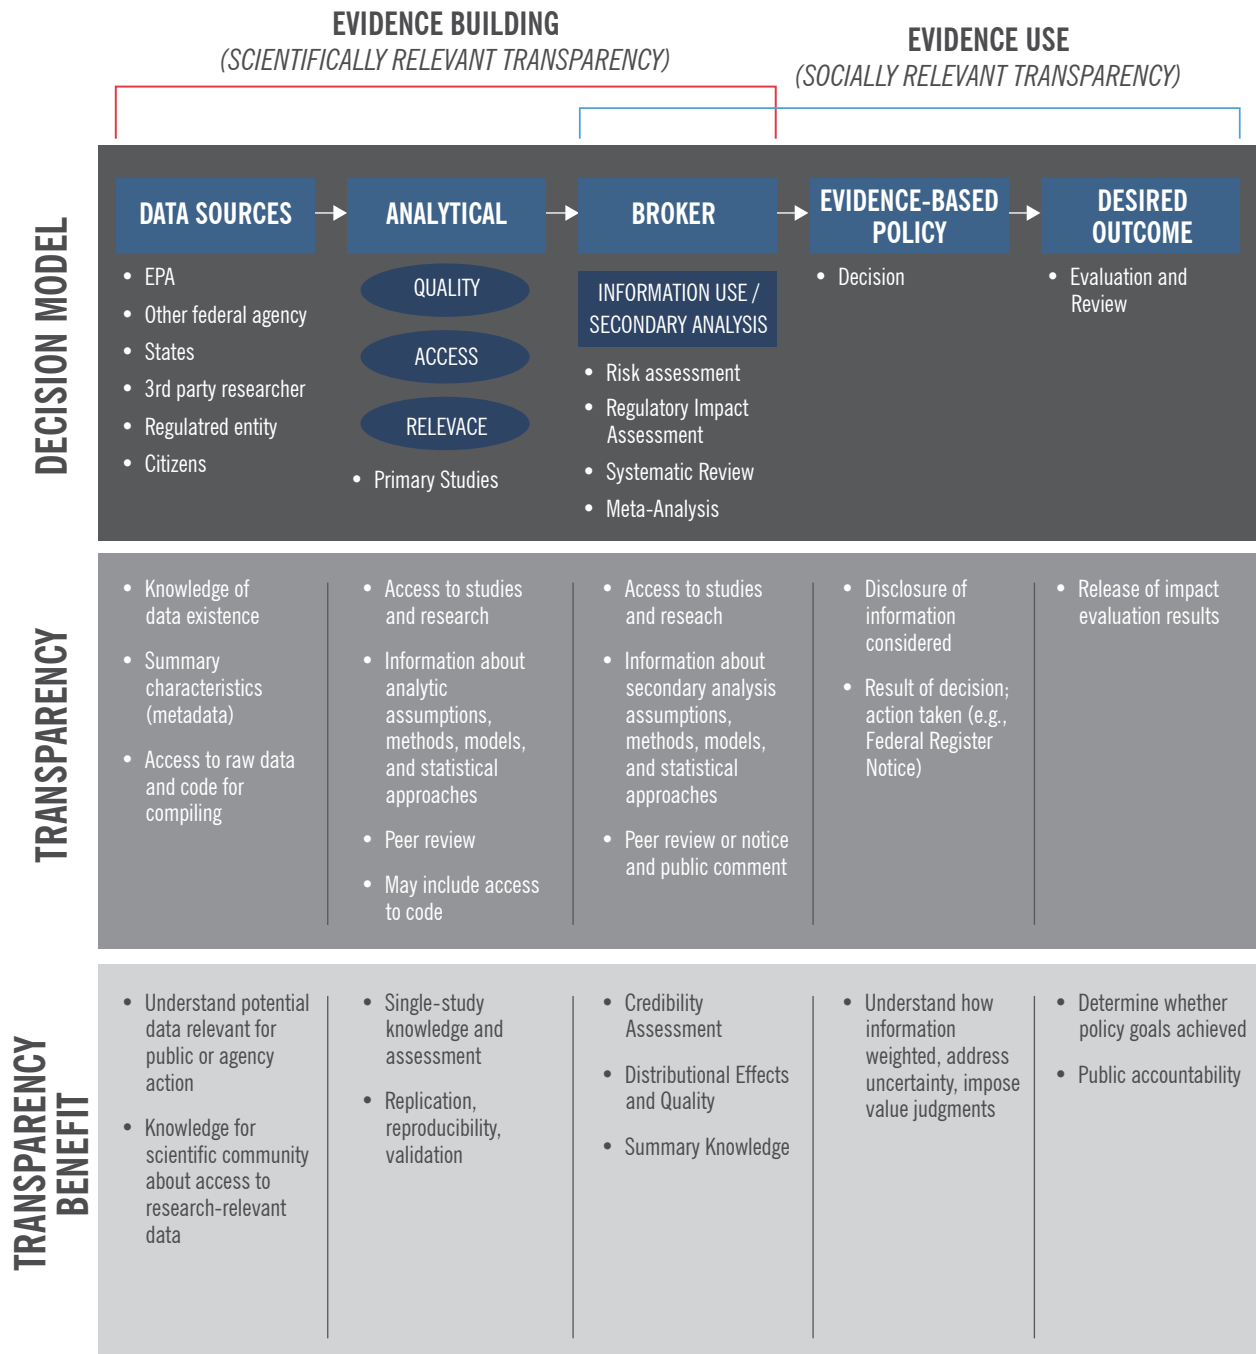 EVIDENCE BUILDING
(SCIENTIFICALLY RELEVANT TRANSPARENCY)
EVIDENCE USE
(SOCIALLY RELEVANT TRANSPARENCY)
DECISION MODEL
DATA SOURCES
• EPA
• Other federal agency
• States
• 3rd party researcher
• Regulatred entity
• Citizens
ANALYTICAL
QUALITY
ACCESS
RELEVACE
• Primary Studies
BROKER
INFORMATION USE /
SECONDARY ANALYSIS
• Risk assessment
• Regulatory Impact
Assessment
• Systematic Review
• Meta-Analysis
EVIDENCE-BASED
POLICY
• Decision
DESIRED
OUTCOME
• Evaluation and
Review
TRANSPARENCY
• Knowledge of
data existence
• Summary
characteristics
(metadata)
• Access to raw data
and code for
compiling
• Access to studies
and research
• Information about
analytic
assumptions,
methods, models,
and statistical
approaches
• Peer review
• May include access
to code
• Access to studies
and reseach
• Information about
secondary analysis
assumptions,
methods, models,
and statistical
approaches
• Peer review or notice
and public comment
• Disclosure of
information
considered
• Result of decision;
action taken (e.g.,
Federal Register
Notice)
• Release of impact
evaluation results
TRANSPARENCY
BENEFIT
• Understand potential
data relevant for
public or agency
action
• Knowledge for
scientific community
about access to
research-relevant
data
• Single-study
knowledge and
assessment
• Replication,
reproducibility,
validation
• Credibility
Assessment
• Distributional Effects
and Quality
• Summary Knowledge
• Understand how
information
weighted, address
uncertainty, impose
value judgments
• Determine whether
policy goals achieved
• Public accountability